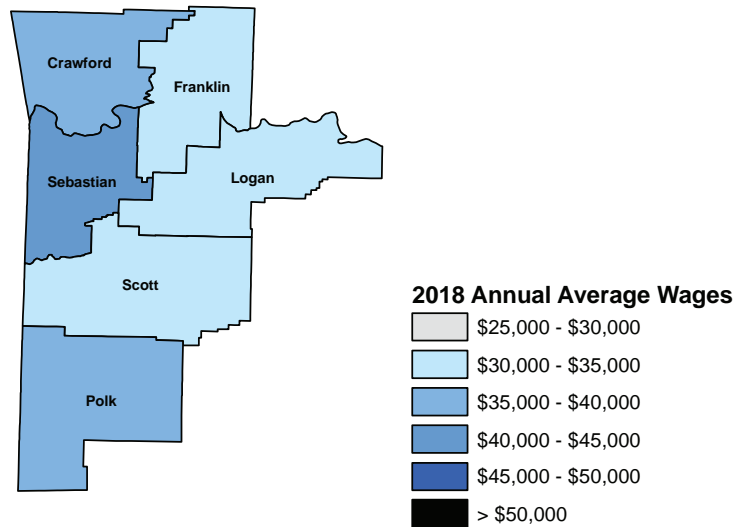 Crawford
Franklin
Sebastian
Logan
Scott
Polk
2018 Annual Average Wages
$25,000 - $30,000
$30,000 - $35,000
$35,000 - $40,000
$40,000 - $45,000
$45,000 - $50,000
> $50,000